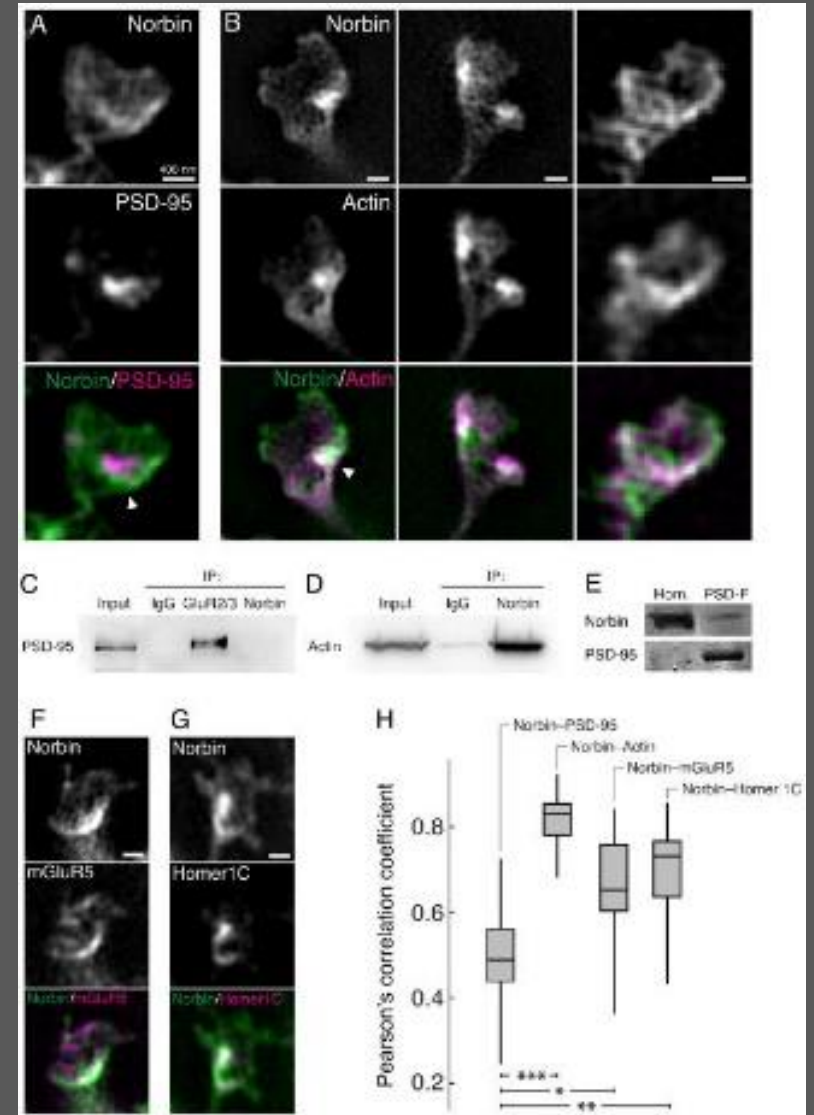 A
Norbin
B
Norbin
400 nm
PSD-95
Actin
Norbin/PSD-95
Norbin/Actin
C
IP:
Input IgG GluR2/3 Norbin
PSD-95
D
IP:
Input IgG Norbin
Actin
E
Hom. PSD-F
Norbin
PSD-95
F
Norbin
mGluR5
Norbin/mGluR5
G
Norbin
Homer1C
Norbin/Homer1C
H
Norbin–PSD-95
Norbin–Actin
Norbin–mGluR5
Norbin–Homer 1C
Pearson's correlation coefficient
0.8
0.6
0.4
0.2
***
*
**